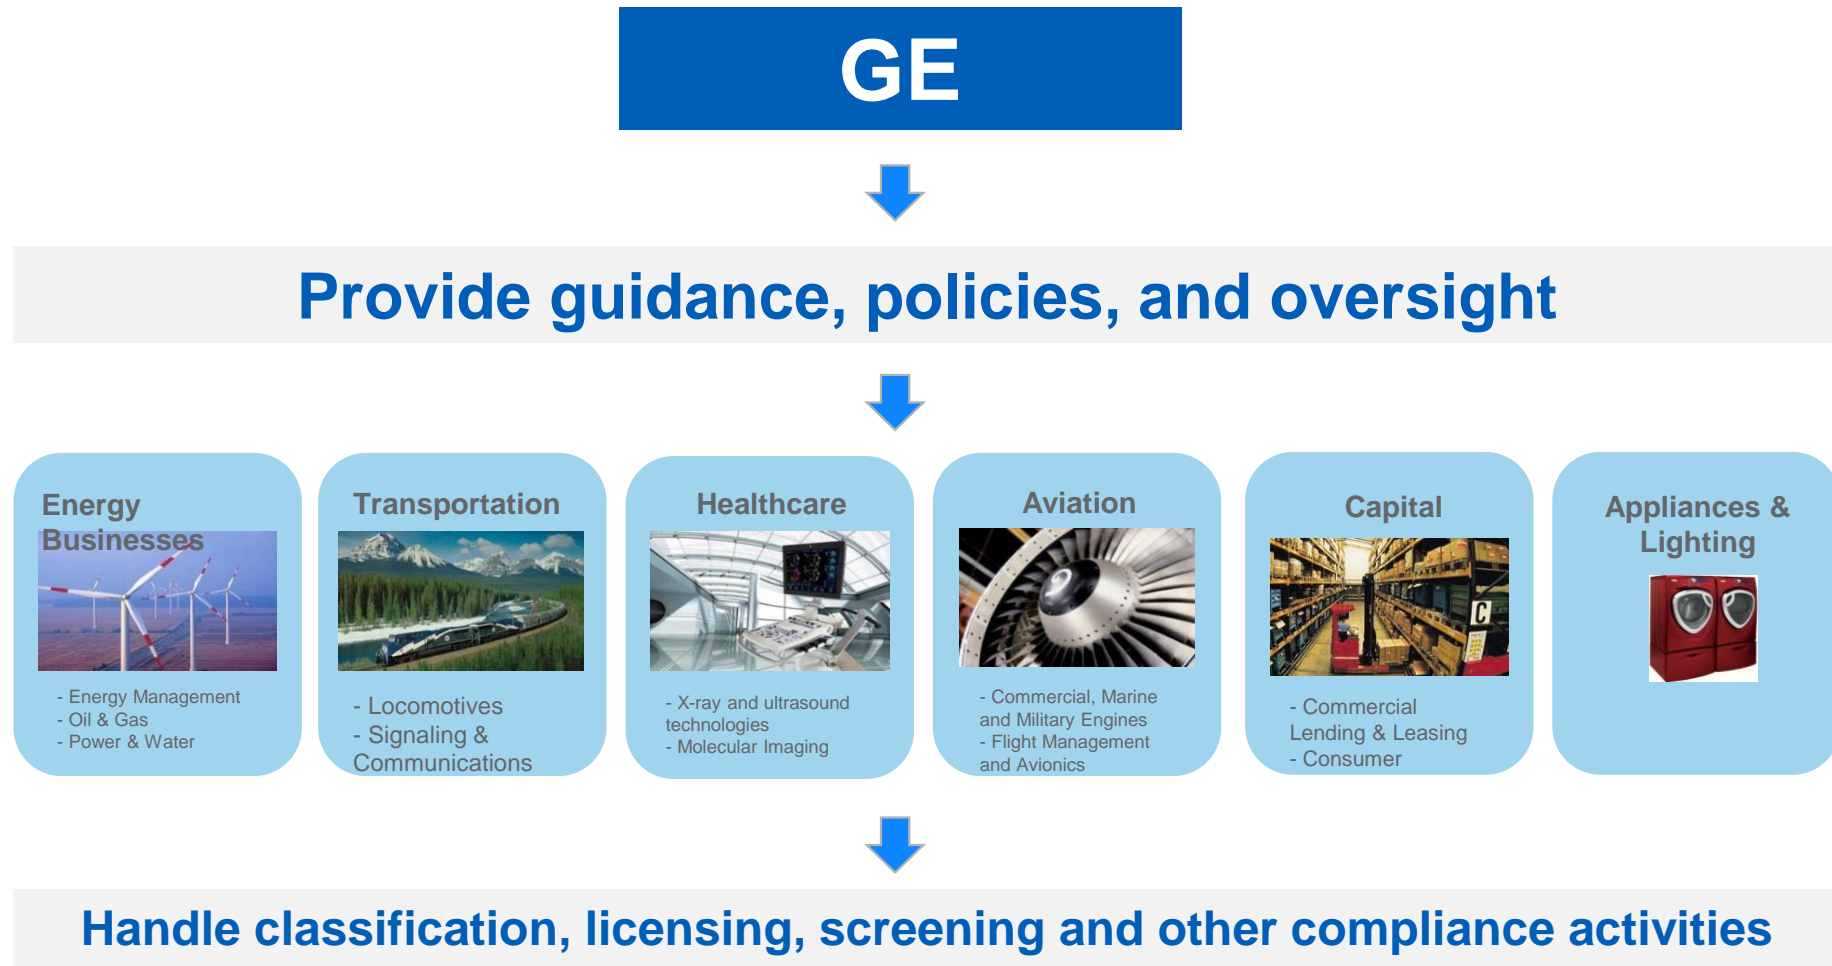 GE
Provide guidance, policies, and oversight
Energy
Businesses
- Energy Management
- Oil & Gas
- Power & Water
Transportation
- Locomotives
- Signaling &
Communications
Healthcare
- X-ray and ultrasound
technologies
- Molecular Imaging
Aviation
- Commercial, Marine
and Military Engines
- Flight Management
and Avionics
Capital
C
- Commercial
Lending & Leasing
- Consumer
Appliances &
Lighting
Handle classification, licensing, screening and other compliance activities